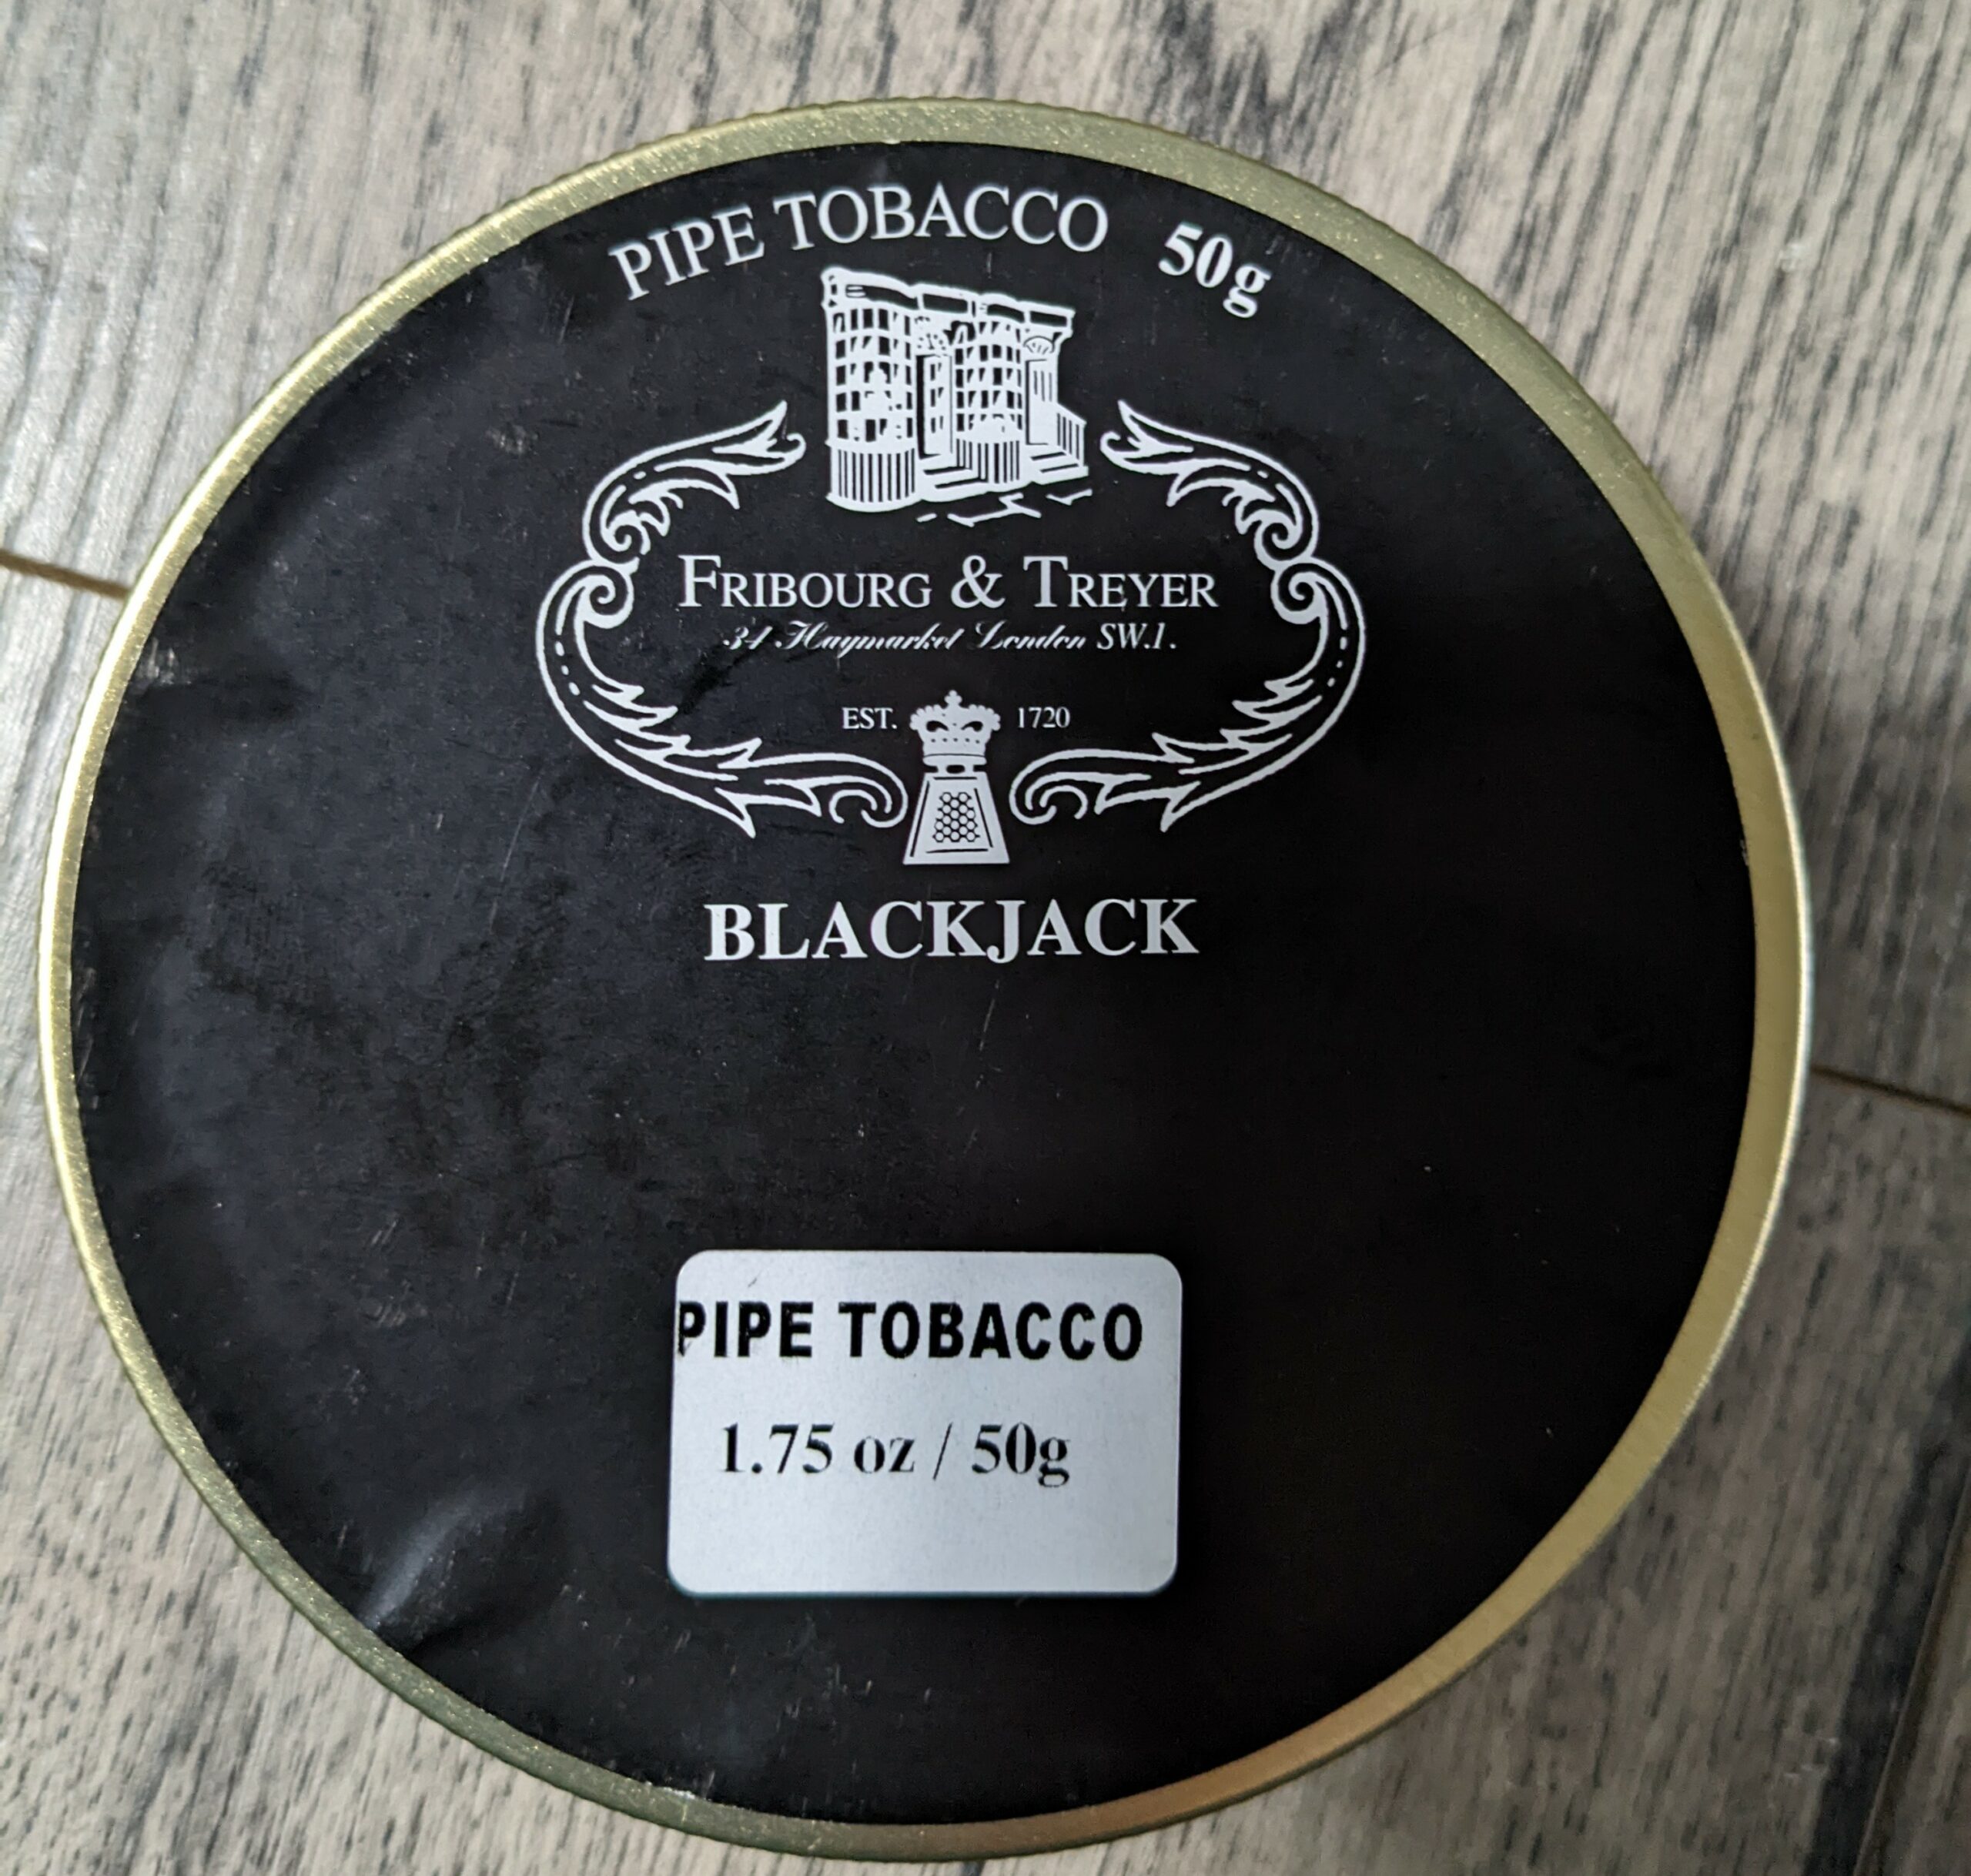 PIPE TOBACCO 50g
FRIBOURG & TREYER
34 Haymarket London SW.1.
EST. 1720
BLACKJACK
PIPE TOBACCO
1.75 oz / 50g